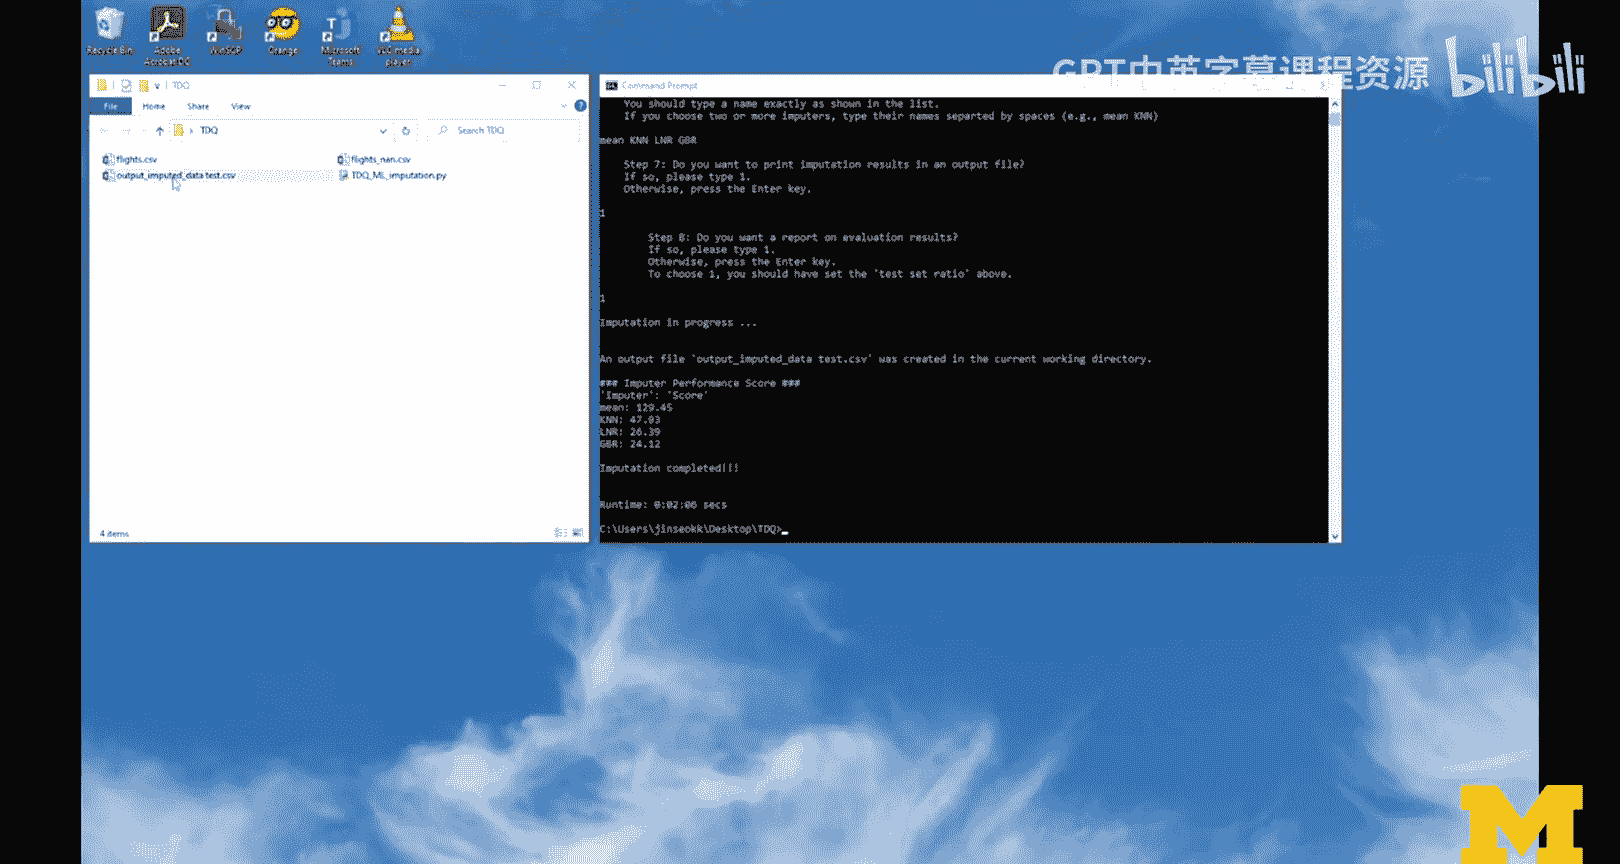 Recycle Bin
Adobe Acrobat DC
WinSCP
Orange
Microsoft Teams
VLC media player
GPT中英字幕课程资源
bilibili
TDQ
File Home Share View
TDQ
Search TDQ
flights.csv
flights_nan.csv
output_imputed_data test.csv
TDQ_ML_imputation.py
4 items
Command Prompt
You should type a name exactly as shown in the list.
If you choose two or more imputers, type their names separted by spaces (e.g., mean KNN)
mean KNN LNR GBR
Step 7: Do you want to print imputation results in an output file?
If so, please type 1.
Otherwise, press the Enter key.
1
Step 8: Do you want a report on evaluation results?
If so, please type 1.
Otherwise, press the Enter key.
To choose 1, you should have set the 'test set ratio' above.
1
Imputation in progress ...
An output file 'output_imputed_data test.csv' was created in the current working directory.
### Imputer Performance Score ###
'Imputer': 'Score'
mean: 129.45
KNN: 47.03
LNR: 26.39
GBR: 24.12
Imputation completed!!!
Runtime: 0:02:06 secs
C:\Users\jinseokk\Desktop\TDQ>
M